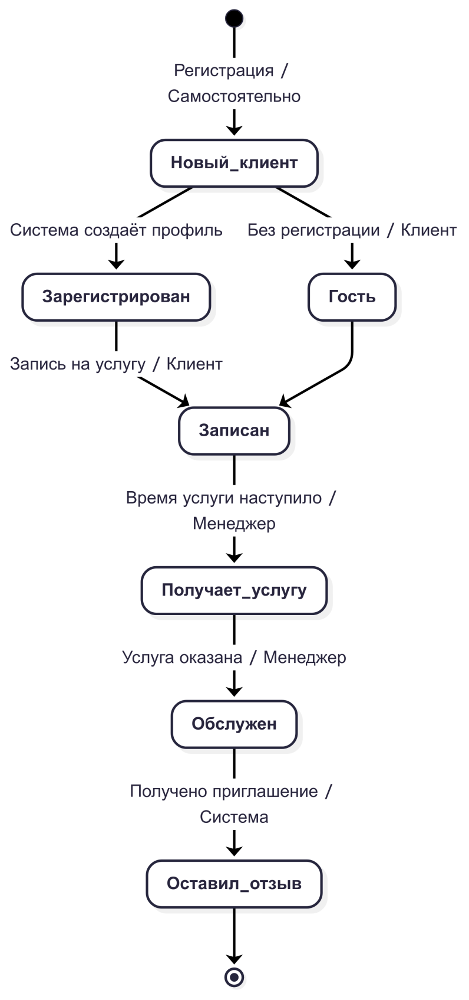 Регистрация /
Самостоятельно
Новый_клиент
Система создаёт профиль
Без регистрации / Клиент
Зарегистрирован
Гость
Запись на услугу / Клиент
Записан
Время услуги наступило /
Менеджер
Получает_услугу
Услуга оказана / Менеджер
Обслужен
Получено приглашение /
Система
Оставил_отзыв